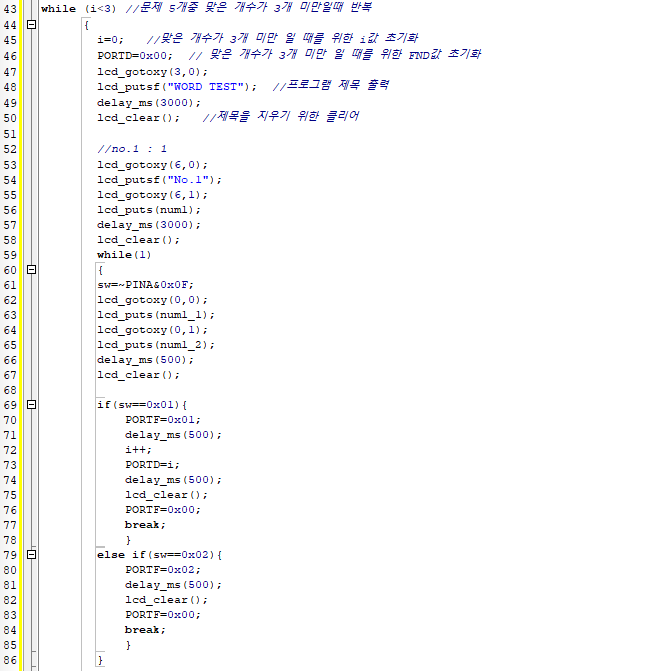 43 while (i<3) //문제 5개중 맞은 개수가 3개 미만일때 반복
44 {
45 i=0; //맞은 개수가 3개 미만 일 때를 위한 i값 초기화
46 PORTD=0x00; // 맞은 개수가 3개 미만 일 때를 위한 FND값 초기화
47 lcd_gotoxy(3,0);
48 lcd_putsf("WORD TEST"); //프로그램 제목 출력
49 delay_ms(3000);
50 lcd_clear(); //제목을 지우기 위한 클리어
51
52 //no.1 : 1
53 lcd_gotoxy(6,0);
54 lcd_putsf("No.1");
55 lcd_gotoxy(6,1);
56 lcd_puts(num1);
57 delay_ms(3000);
58 lcd_clear();
59 while(1)
60 {
61 sw=~PINA&0x0F;
62 lcd_gotoxy(0,0);
63 lcd_puts(num1_1);
64 lcd_gotoxy(0,1);
65 lcd_puts(num1_2);
66 delay_ms(500);
67 lcd_clear();
68
69 if(sw==0x01){
70 PORTF=0x01;
71 delay_ms(500);
72 i++;
73 PORTD=i;
74 delay_ms(500);
75 lcd_clear();
76 PORTF=0x00;
77 break;
78 }
79 else if(sw==0x02){
80 PORTF=0x02;
81 delay_ms(500);
82 lcd_clear();
83 PORTF=0x00;
84 break;
85 }
86 }